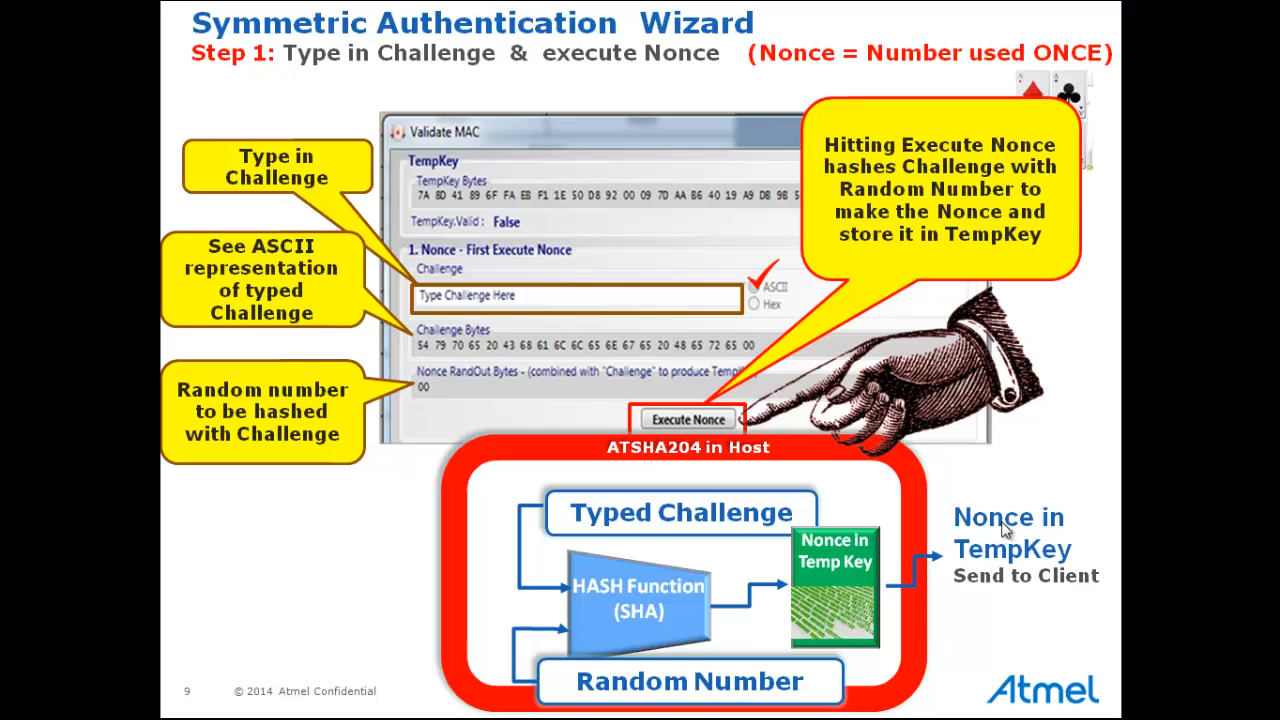 Symmetric Authentication Wizard
Step 1: Type in Challenge & execute Nonce (Nonce = Number used ONCE)
Type in
Challenge
See ASCII
representation
of typed
Challenge
Random number
to be hashed
with Challenge
Validate MAC
TempKey
TempKey Bytes
7A 8D 41 89 6F FA EB F1 1E 50 D8 92 00 09 7D AA B6 40 19 A9 DB 9B
TempKey.Valid : False
1. Nonce - First Execute Nonce
Challenge
Type Challenge Here
ASCII
Hex
Challenge Bytes
54 79 70 65 20 43 68 61 6C 6C 65 6E 67 65 20 48 65 72 65 00
Nonce RandOut Bytes - (combined with "Challenge" to produce
00
Execute Nonce
Hitting Execute Nonce
hashes Challenge with
Random Number to
make the Nonce and
store it in TempKey
ATSHA204 in Host
Typed Challenge
HASH Function
(SHA)
Nonce in
Temp Key
Random Number
Nonce in
TempKey
Send to Client
9 © 2014 Atmel Confidential
Atmel